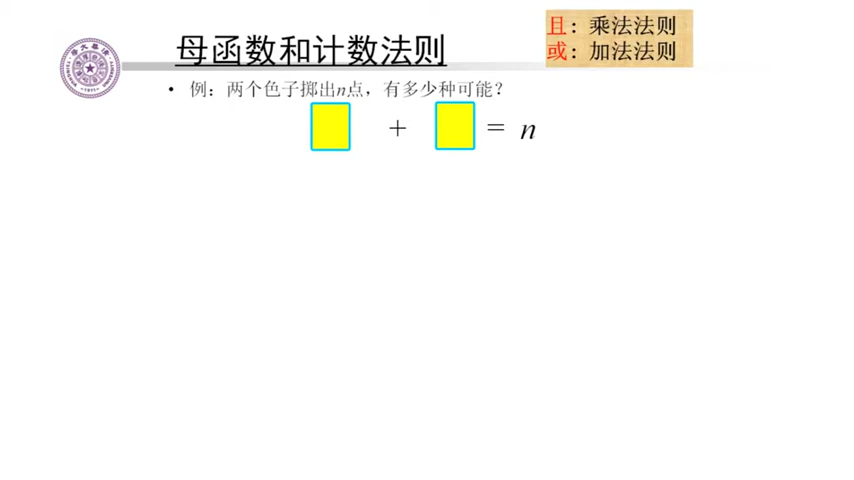 母函数和计数法则
且：乘法法则
或：加法法则
• 例：两个色子掷出n点，有多少种可能？
+ = n